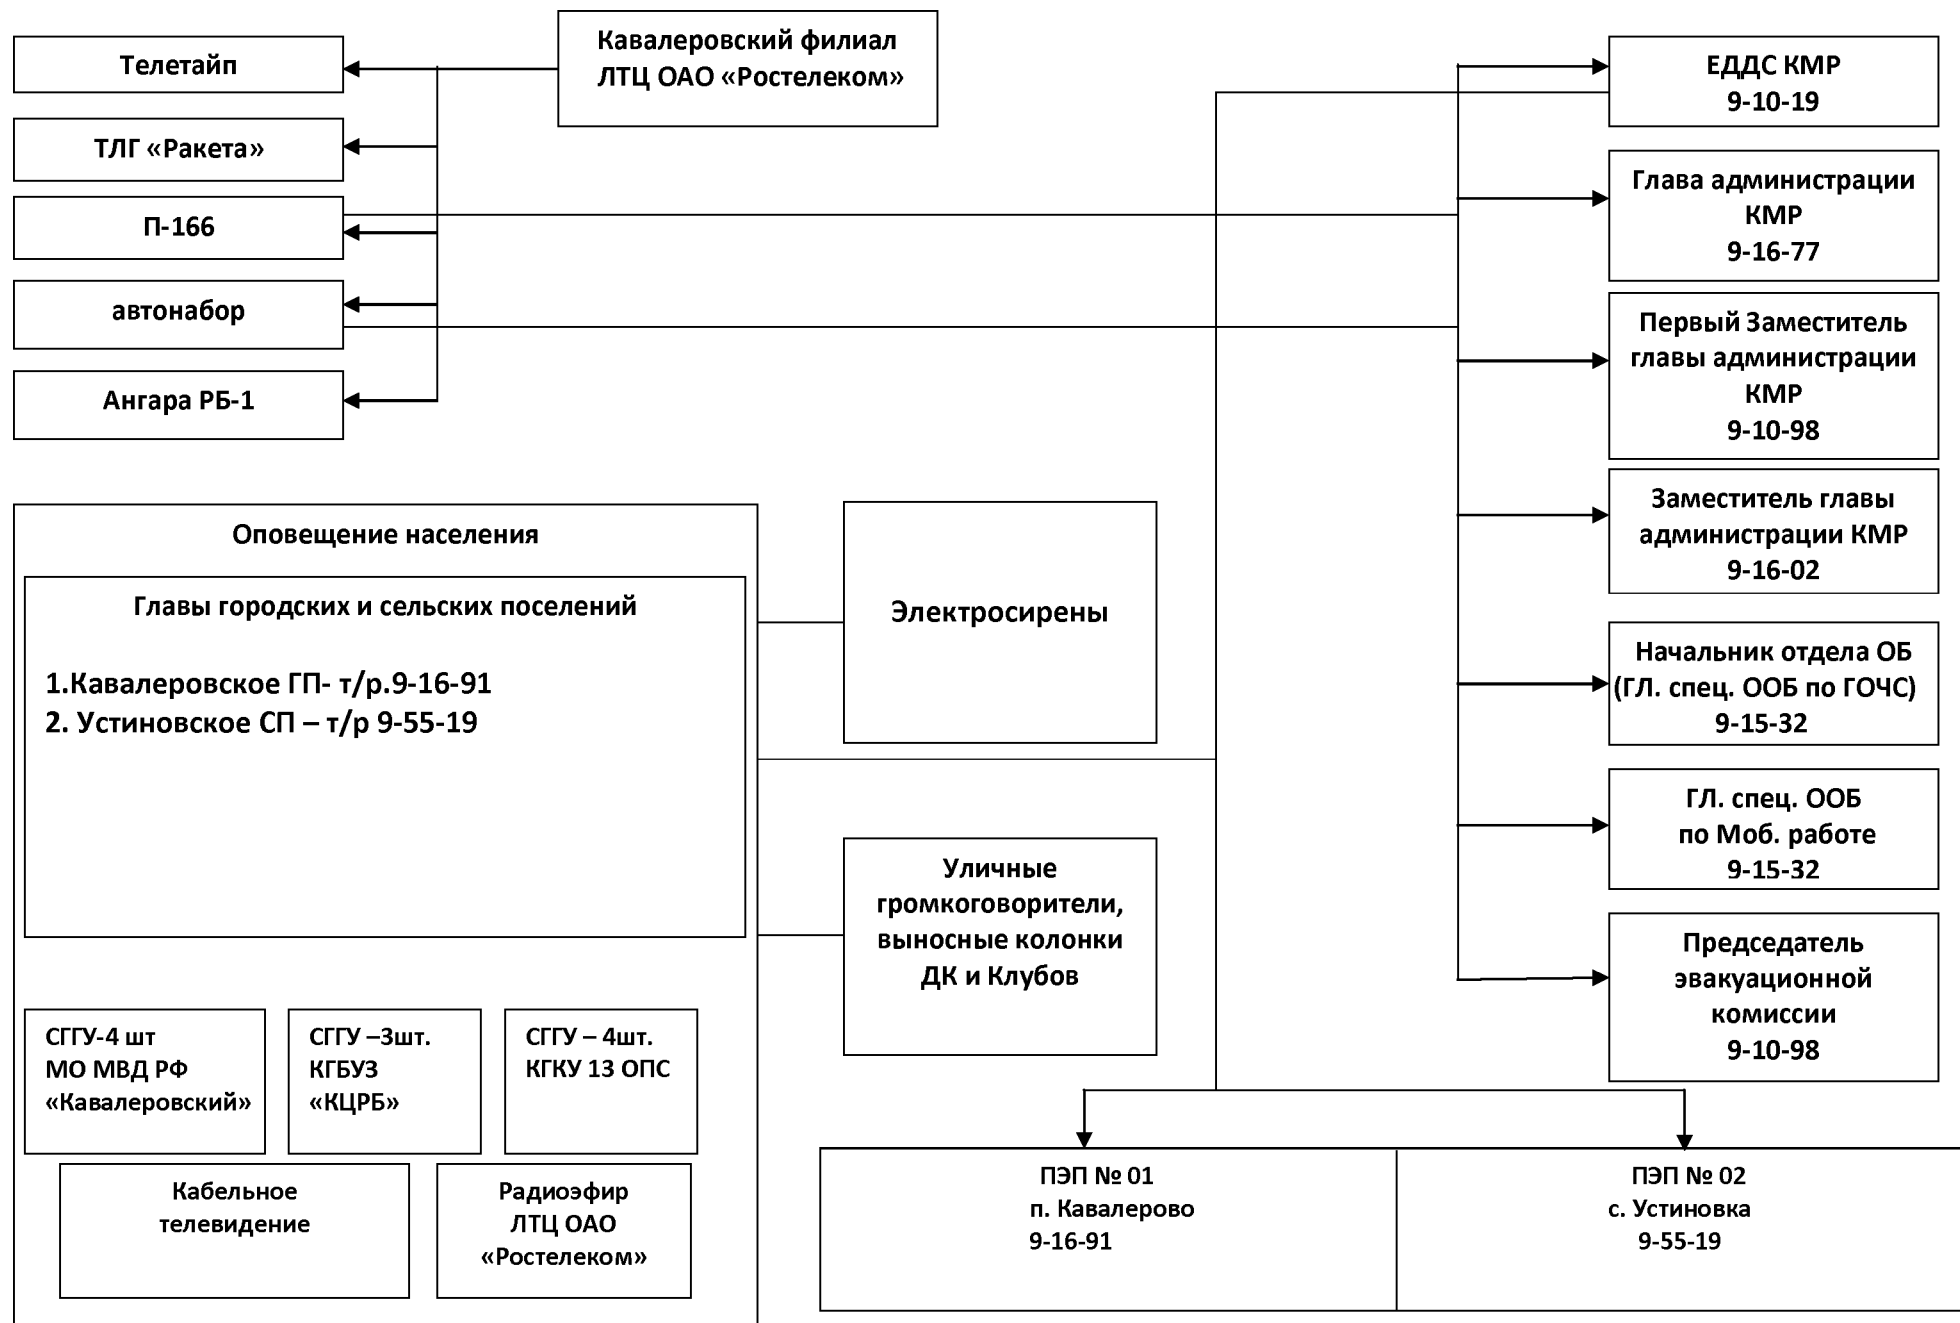 Кавалеровский филиал
ЛТЦ ОАО «Ростелеком»
Телетайп
ТЛГ «Ракета»
П-166
автонабор
Ангара РБ-1
ЕДДС КМР
9-10-19
Глава администрации
КМР
9-16-77
Первый Заместитель
главы администрации
КМР
9-10-98
Заместитель главы
администрации КМР
9-16-02
Начальник отдела ОБ
(ГЛ. спец. ООБ по ГОЧС)
9-15-32
ГЛ. спец. ООБ
по Моб. работе
9-15-32
Председатель
эвакуационной
комиссии
9-10-98
Оповещение населения
Главы городских и сельских поселений
1.Кавалеровское ГП- т/р.9-16-91
2. Устиновское СП – т/р 9-55-19
Электросирены
Уличные
громкоговорители,
выносные колонки
ДК и Клубов
СГГУ-4 шт
МО МВД РФ
«Кавалеровский»
СГГУ –3шт.
КГБУЗ
«КЦРБ»
СГГУ – 4шт.
КГКУ 13 ОПС
Кабельное
телевидение
Радиоэфир
ЛТЦ ОАО
«Ростелеком»
ПЭП № 01
п. Кавалерово
9-16-91
ПЭП № 02
с. Устиновка
9-55-19